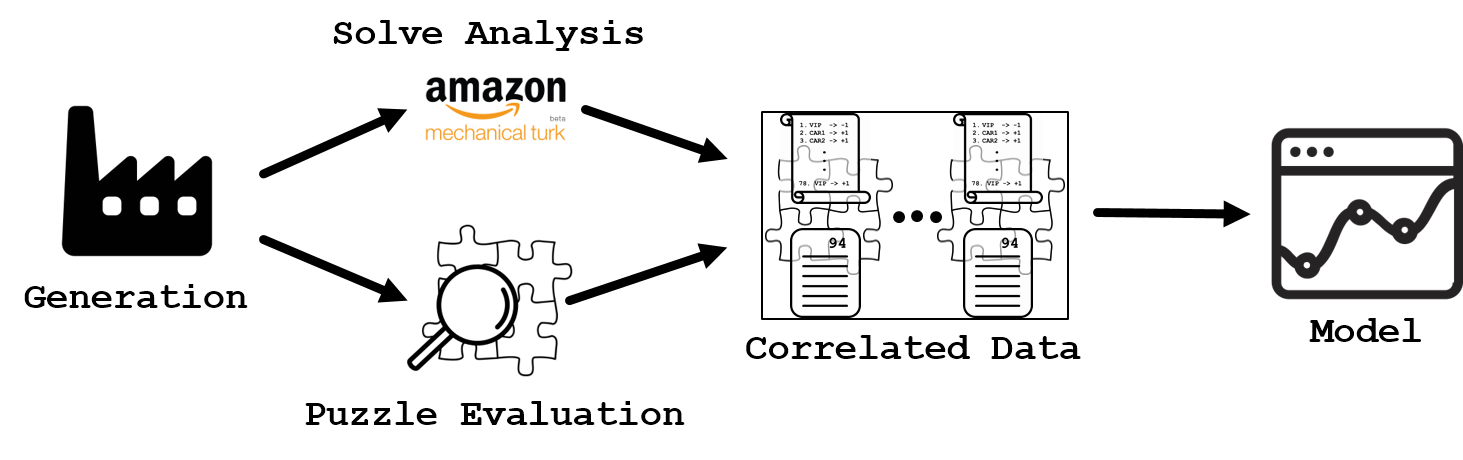 Solve Analysis
amazon
beta
mechanical turk
Generation
Puzzle Evaluation
1. VIP -> -1
2. CAR1 -> +1
3. CAR2 -> +1
78. VIP -> +1
94
1. VIP -> -1
2. CAR1 -> +1
3. CAR2 -> +1
78. VIP -> +1
94
Correlated Data
Model